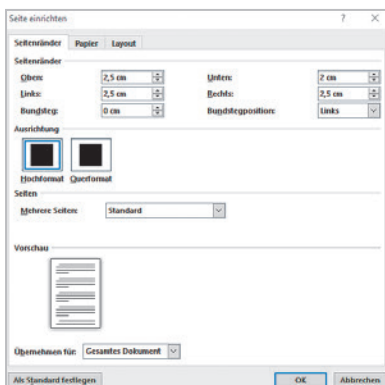 Seite einrichten ? ×
Seitenränder Papier Layout
Seitenränder
Oben: 2,5 cm Unten: 2 cm
Links: 2,5 cm Rechts: 2,5 cm
Bundsteg: 0 cm Bundstegposition: Links
Ausrichtung
Hochformat Querformat
Seiten
Mehrere Seiten: Standard
Vorschau
Übernehmen für: Gesamtes Dokument
Als Standard festlegen OK Abbrechen